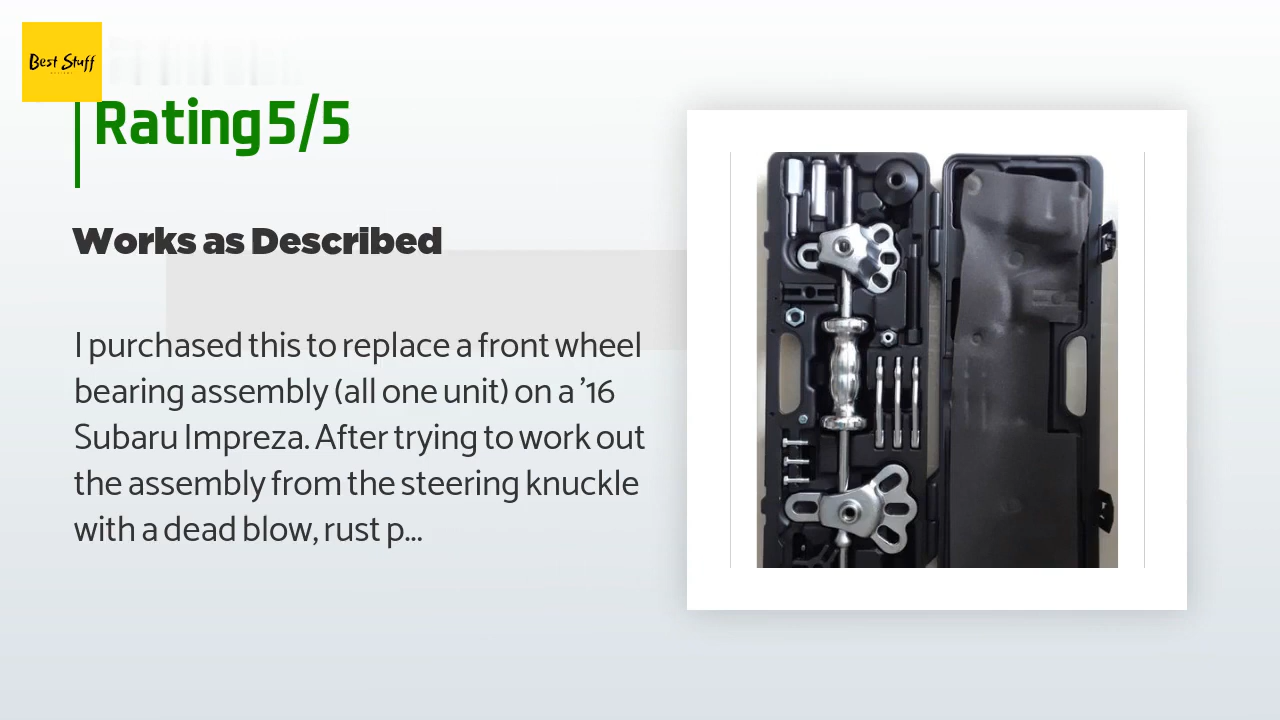 Best Stuff
Rating 5/5
Works as Described
I purchased this to replace a front wheel
bearing assembly (all one unit) on a ’16
Subaru Impreza. After trying to work out
the assembly from the steering knuckle
with a dead blow, rust p...